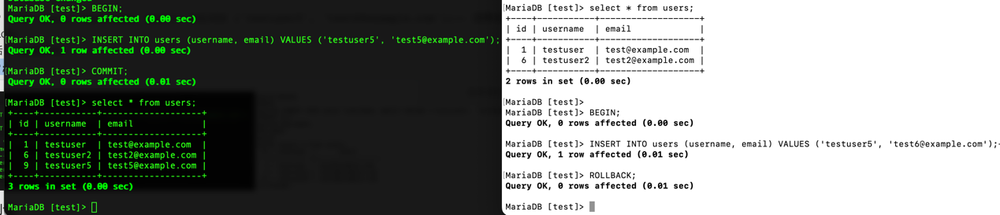 MariaDB [test]> BEGIN;
Query OK, 0 rows affected (0.00 sec)
MariaDB [test]> INSERT INTO users (username, email) VALUES ('testuser5', 'test5@example.com');
Query OK, 1 row affected (0.00 sec)
MariaDB [test]> COMMIT;
Query OK, 0 rows affected (0.01 sec)
MariaDB [test]> select * from users;
+----+-----------+-------------------+
| id | username  | email             |
+----+-----------+-------------------+
|  1 | testuser  | test@example.com  |
|  6 | testuser2 | test2@example.com |
|  9 | testuser5 | test5@example.com |
+----+-----------+-------------------+
3 rows in set (0.00 sec)
MariaDB [test]>
MariaDB [test]> select * from users;
+----+-----------+-------------------+
| id | username  | email             |
+----+-----------+-------------------+
|  1 | testuser  | test@example.com  |
|  6 | testuser2 | test2@example.com |
+----+-----------+-------------------+
2 rows in set (0.00 sec)
MariaDB [test]>
MariaDB [test]> BEGIN;
Query OK, 0 rows affected (0.00 sec)
MariaDB [test]> INSERT INTO users (username, email) VALUES ('testuser5', 'test6@example.com');
Query OK, 1 row affected (0.01 sec)
MariaDB [test]> ROLLBACK;
Query OK, 0 rows affected (0.01 sec)
MariaDB [test]>